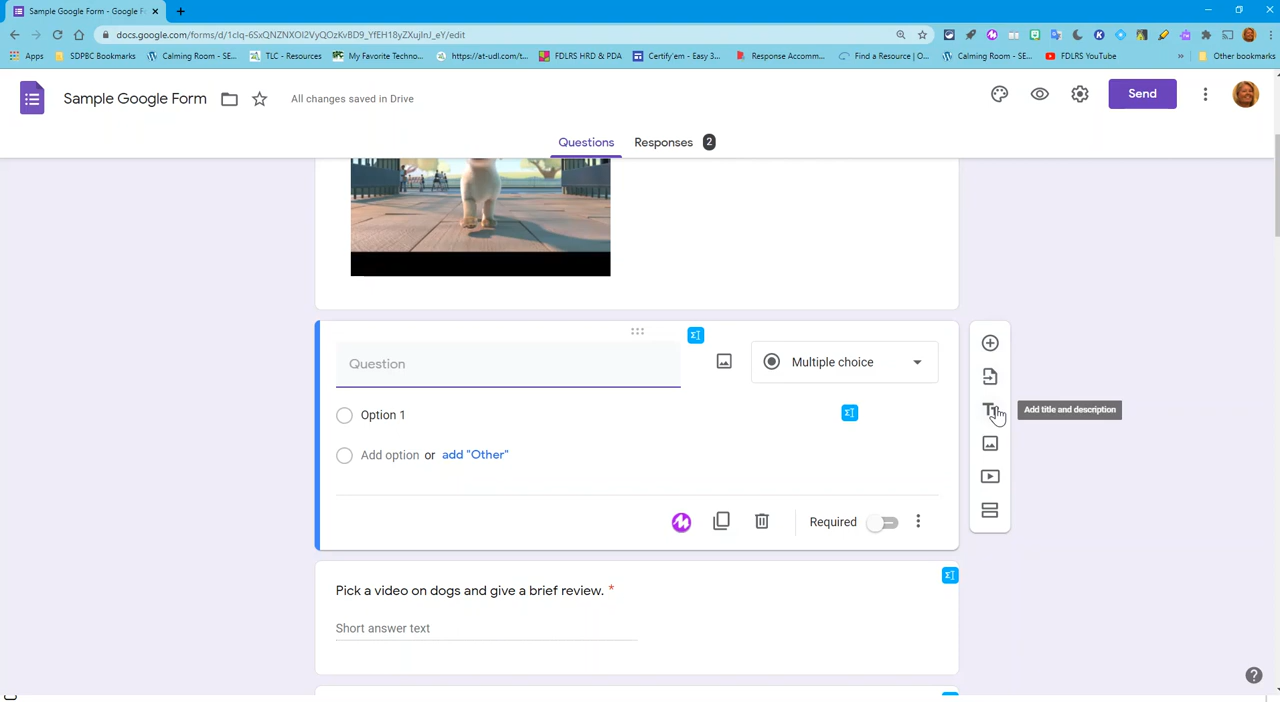 Sample Google Form - Google F
docs.google.com/forms/d/1clq-6SxQNZNXOI2VyQOzKvBD9_YfEH18yZXujlnJ_eY/edit
Apps
SDPBC Bookmarks
Calming Room - SE...
TLC - Resources
My Favorite Techno...
https://at-udl.com/t...
FDLRS HRD & PDA
Certify'em - Easy 3...
Response Accomm...
Find a Resource | O...
Calming Room - SE...
FDLRS YouTube
»
Other bookmarks
Sample Google Form
All changes saved in Drive
Send
Questions
Responses 2
Question
Multiple choice
Option 1
Add title and description
Add option or add "Other"
Required
Pick a video on dogs and give a brief review. *
Short answer text